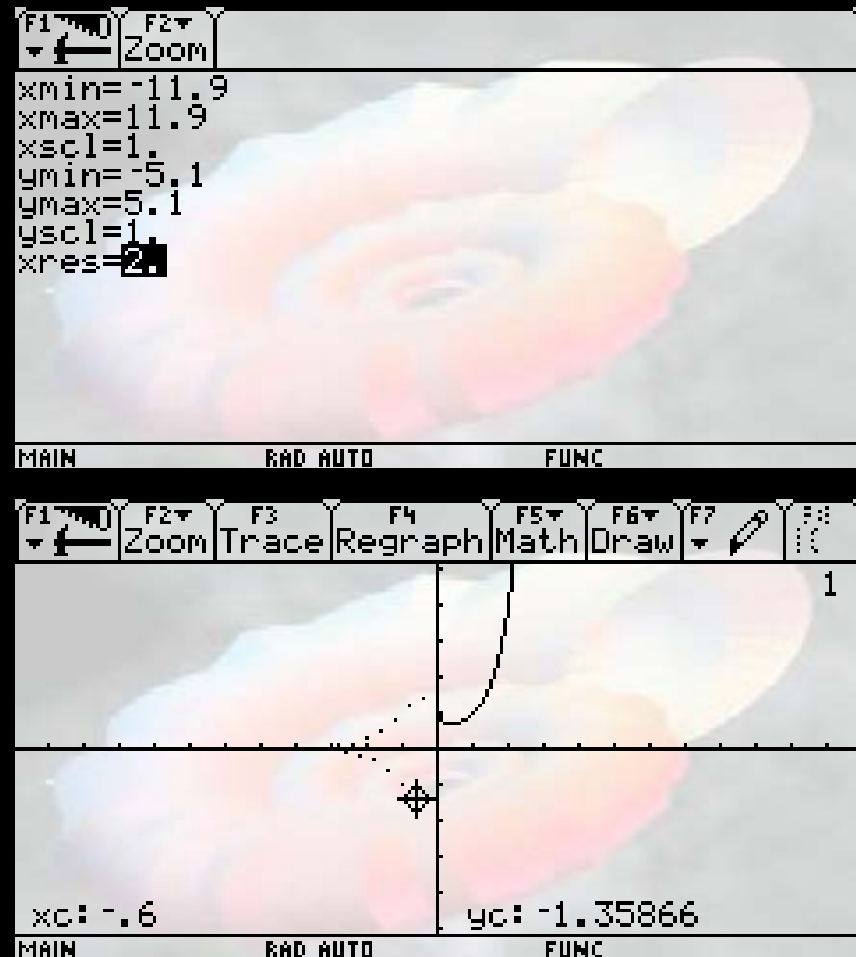 F1 F2
Zoom
xmin=-11.9
xmax=11.9
xscl=1.
ymin=-5.1
ymax=5.1
yscl=1.
xres=2.
MAIN RAD AUTO FUNC
F1 F2 F3 F4 F5 F6 F7
Zoom Trace Regraph Math Draw
1
xc:-.6 yc:-1.35866
MAIN RAD AUTO FUNC